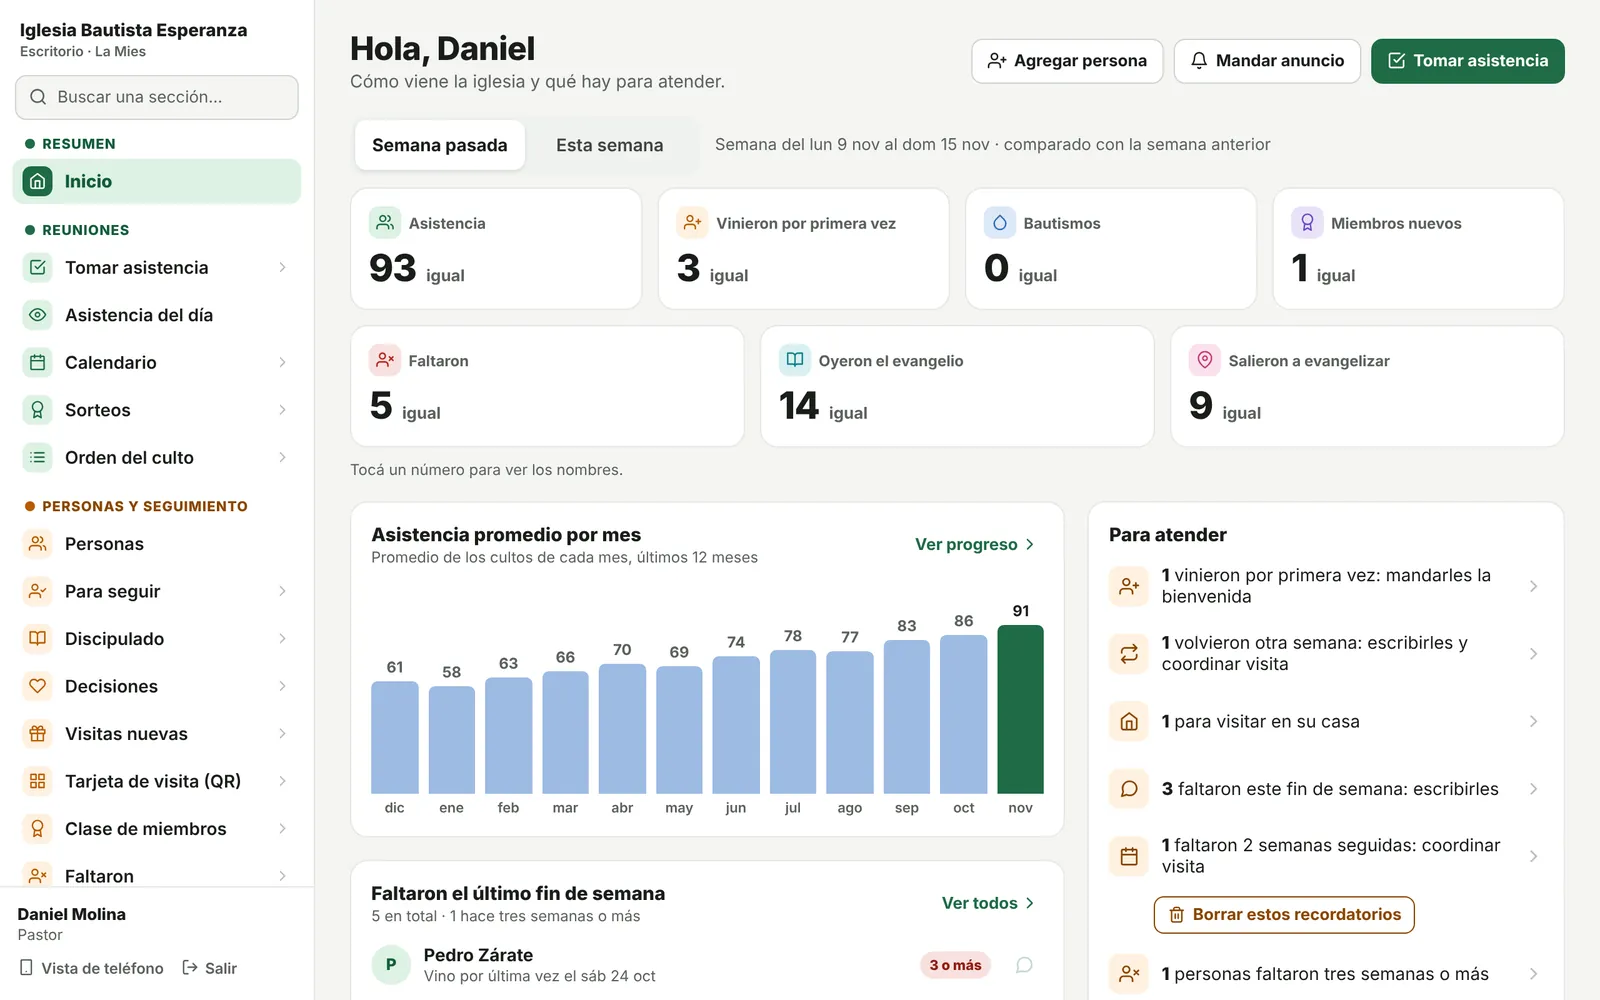 Iglesia Bautista Esperanza
Escritorio · La Mies
Buscar una sección...
RESUMEN
Inicio
REUNIONES
Tomar asistencia
Asistencia del día
Calendario
Sorteos
Orden del culto
PERSONAS Y SEGUIMIENTO
Personas
Para seguir
Discipulado
Decisiones
Visitas nuevas
Tarjeta de visita (QR)
Clase de miembros
Faltaron
Daniel Molina
Pastor
Vista de teléfono
Salir
Hola, Daniel
Cómo viene la iglesia y qué hay para atender.
Agregar persona
Mandar anuncio
Tomar asistencia
Semana pasada
Esta semana
Semana del lun 9 nov al dom 15 nov · comparado con la semana anterior
Asistencia
93 igual
Vinieron por primera vez
3 igual
Bautismos
0 igual
Miembros nuevos
1 igual
Faltaron
5 igual
Oyeron el evangelio
14 igual
Salieron a evangelizar
9 igual
Tocá un número para ver los nombres.
Asistencia promedio por mes
Promedio de los cultos de cada mes, últimos 12 meses
Ver progreso
61 58 63 66 70 69 74 78 77 83 86 91
dic ene feb mar abr may jun jul ago sep oct nov
Faltaron el último fin de semana
5 en total · 1 hace tres semanas o más
Ver todos
P
Pedro Zárate
Vino por última vez el sáb 24 oct
3 o más
Para atender
1 vinieron por primera vez: mandarles la
bienvenida
1 volvieron otra semana: escribirles y
coordinar visita
1 para visitar en su casa
3 faltaron este fin de semana: escribirles
1 faltaron 2 semanas seguidas: coordinar
visita
Borrar estos recordatorios
1 personas faltaron tres semanas o más